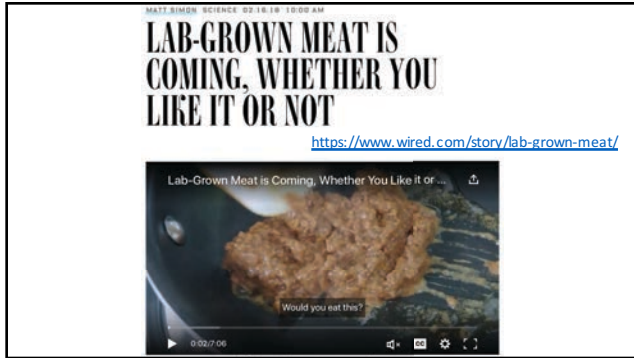 MATT SIMON SCIENCE 02.16.18 10:00 AM
LAB-GROWN MEAT IS
COMING, WHETHER YOU
LIKE IT OR NOT
https://www.wired.com/story/lab-grown-meat/
Lab-Grown Meat is Coming, Whether You Like it or ...
Would you eat this?
0:02/7:06
CC